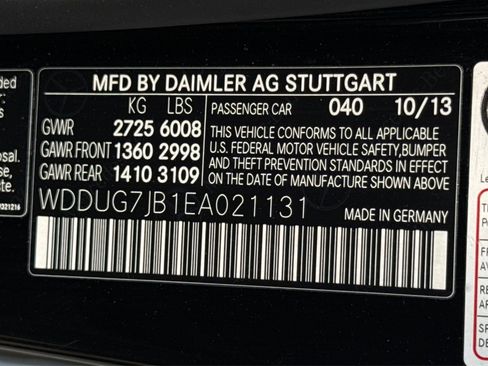 MFD BY DAIMLER AG STUTTGART
KG LBS PASSENGER CAR 040 10/13
GVWR 2725 6008 THIS VEHICLE CONFORMS TO ALL APPLICABLE
GAWR FRONT 1360 2998 U.S. FEDERAL MOTOR VEHICLE SAFETY, BUMPER,
GAWR REAR 1410 3109 AND THEFT PREVENTION STANDARDS IN EFFECT
ON THE DATE OF MANUFACTURE SHOWN ABOVE
WDDUG7JB1EA021131 MADE IN GERMANY